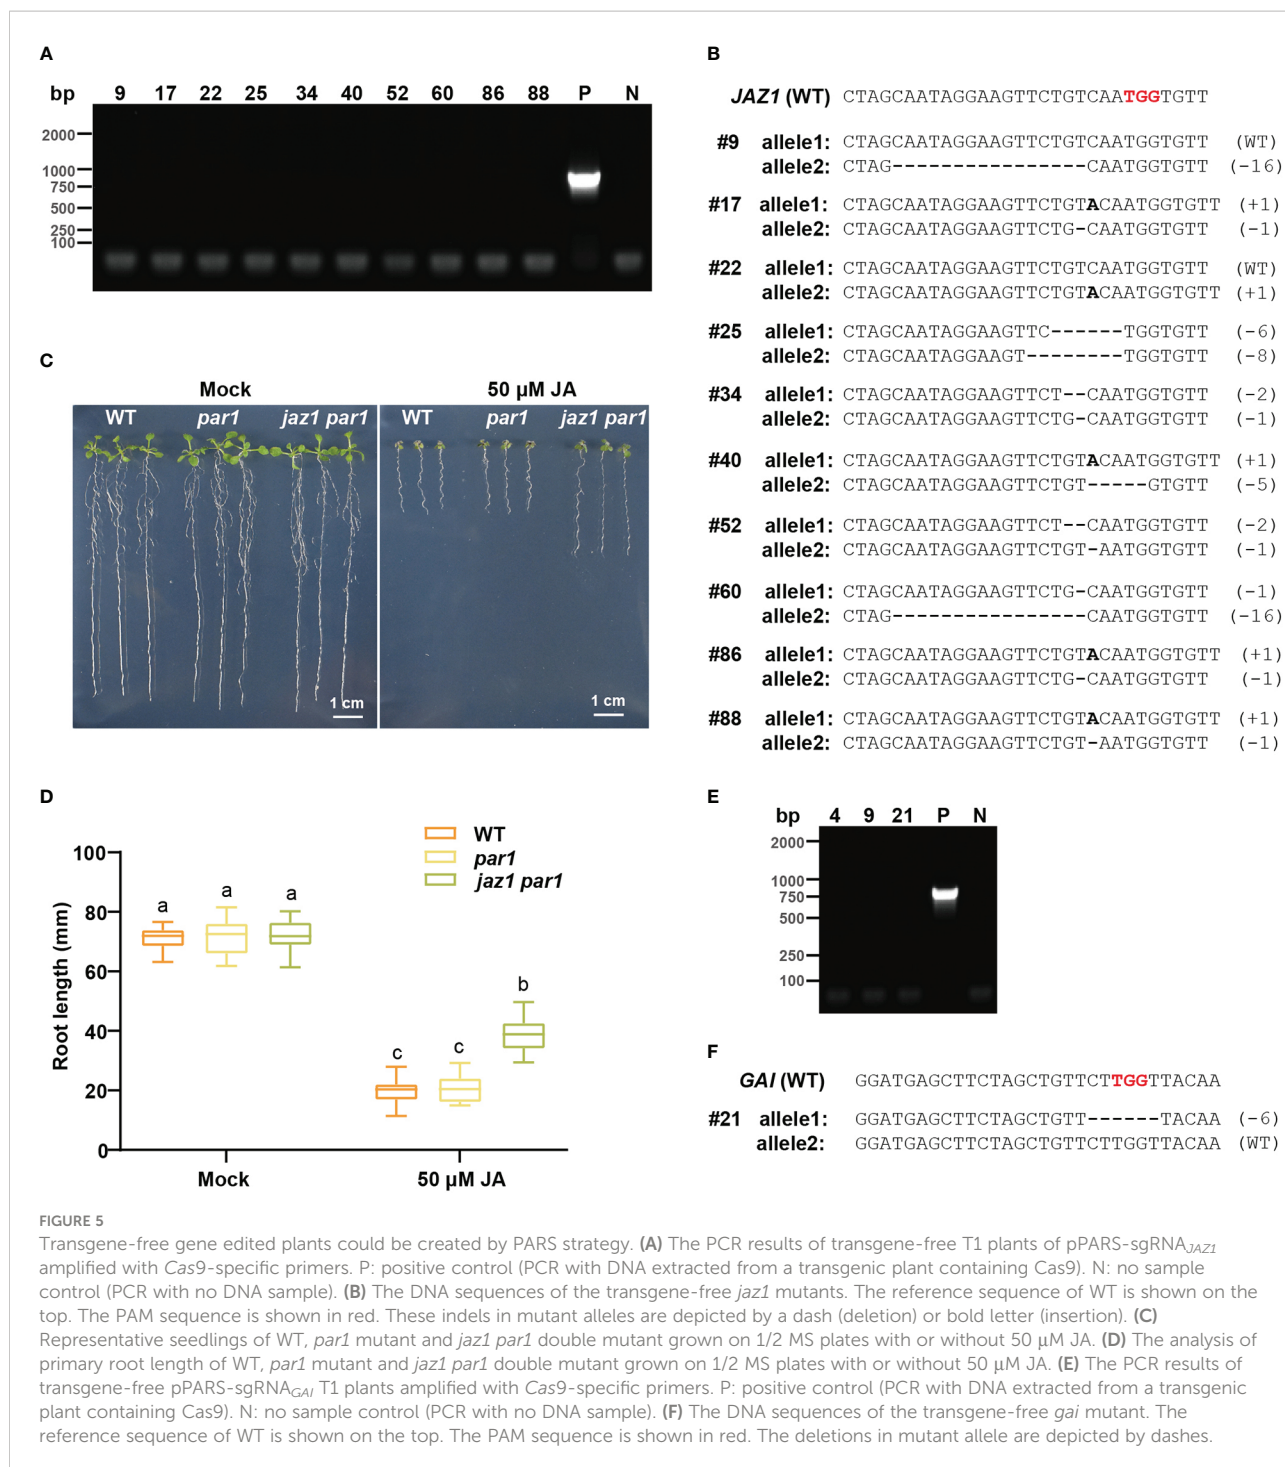 A
bp 9 17 22 25 34 40 52 60 86 88 P N
2000
1000
750
500
250
100
B
JAZ1 (WT) CTAGCAATAGGAAGTTCTGTCAATGGTGTT
#9 allele1: CTAGCAATAGGAAGTTCTGTCAATGGTGTT (WT)
allele2: CTAG----------------CAATGGTGTT (-16)
#17 allele1: CTAGCAATAGGAAGTTCTGTACAATGGTGTT (+1)
allele2: CTAGCAATAGGAAGTTCTG-CAATGGTGTT (-1)
#22 allele1: CTAGCAATAGGAAGTTCTGTCAATGGTGTT (WT)
allele2: CTAGCAATAGGAAGTTCTGTACAATGGTGTT (+1)
#25 allele1: CTAGCAATAGGAAGTTC------TGGTGTT (-6)
allele2: CTAGCAATAGGAAGT--------TGGTGTT (-8)
#34 allele1: CTAGCAATAGGAAGTTCT--CAATGGTGTT (-2)
allele2: CTAGCAATAGGAAGTTCTG-CAATGGTGTT (-1)
#40 allele1: CTAGCAATAGGAAGTTCTGTACAATGGTGTT (+1)
allele2: CTAGCAATAGGAAGTTCTGT-----GTGTT (-5)
#52 allele1: CTAGCAATAGGAAGTTCT--CAATGGTGTT (-2)
allele2: CTAGCAATAGGAAGTTCTGT-AATGGTGTT (-1)
#60 allele1: CTAGCAATAGGAAGTTCTG-CAATGGTGTT (-1)
allele2: CTAG----------------CAATGGTGTT (-16)
#86 allele1: CTAGCAATAGGAAGTTCTGTACAATGGTGTT (+1)
allele2: CTAGCAATAGGAAGTTCTG-CAATGGTGTT (-1)
#88 allele1: CTAGCAATAGGAAGTTCTGTACAATGGTGTT (+1)
allele2: CTAGCAATAGGAAGTTCTGT-AATGGTGTT (-1)
C
Mock 50 µM JA
WT par1 jaz1 par1 WT par1 jaz1 par1
1 cm 1 cm
D
WT
par1
jaz1 par1
Root length (mm)
100
80
60
40
20
0
a a a
c c b
Mock 50 µM JA
E
bp 4 9 21 P N
2000
1000
750
500
250
100
F
GAI (WT) GGATGAGCTTCTAGCTGTTCTTGGTTACAA
#21 allele1: GGATGAGCTTCTAGCTGTT------TACAA (-6)
allele2: GGATGAGCTTCTAGCTGTTCTTGGTTACAA (WT)
FIGURE 5
Transgene-free gene edited plants could be created by PARS strategy. (A) The PCR results of transgene-free T1 plants of pPARS-sgRNAJAZ1
amplified with Cas9-specific primers. P: positive control (PCR with DNA extracted from a transgenic plant containing Cas9). N: no sample
control (PCR with no DNA sample). (B) The DNA sequences of the transgene-free jaz1 mutants. The reference sequence of WT is shown on the
top. The PAM sequence is shown in red. These indels in mutant alleles are depicted by a dash (deletion) or bold letter (insertion). (C)
Representative seedlings of WT, par1 mutant and jaz1 par1 double mutant grown on 1/2 MS plates with or without 50 µM JA. (D) The analysis of
primary root length of WT, par1 mutant and jaz1 par1 double mutant grown on 1/2 MS plates with or without 50 µM JA. (E) The PCR results of
transgene-free pPARS-sgRNAGAI T1 plants amplified with Cas9-specific primers. P: positive control (PCR with DNA extracted from a transgenic
plant containing Cas9). N: no sample control (PCR with no DNA sample). (F) The DNA sequences of the transgene-free gai mutant. The
reference sequence of WT is shown on the top. The PAM sequence is shown in red. The deletions in mutant allele are depicted by dashes.